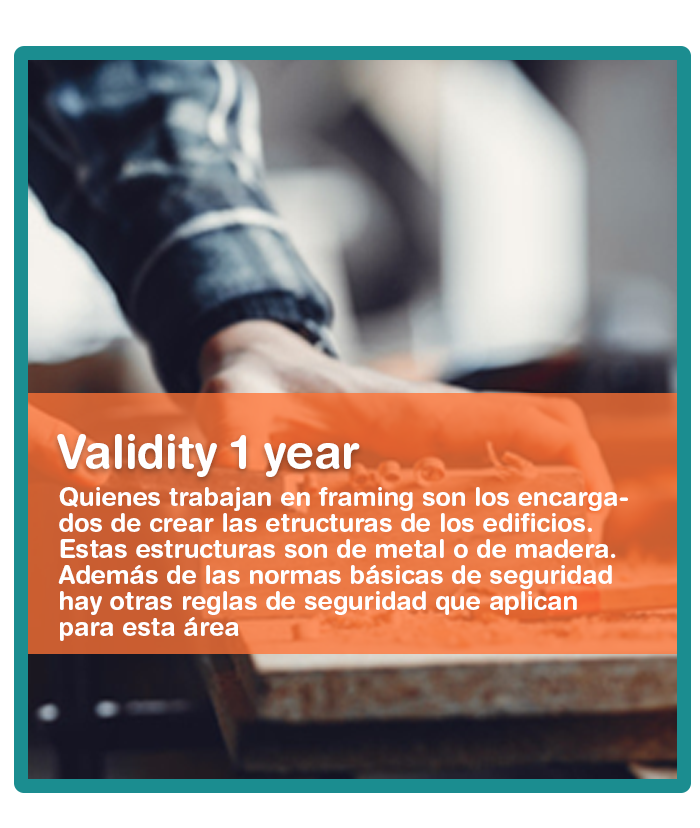 Validity 1 year
Quienes trabajan en framing son los encarga-
dos de crear las etructuras de los edificios.
Estas estructuras son de metal o de madera.
Además de las normas básicas de seguridad
hay otras reglas de seguridad que aplican
para esta área